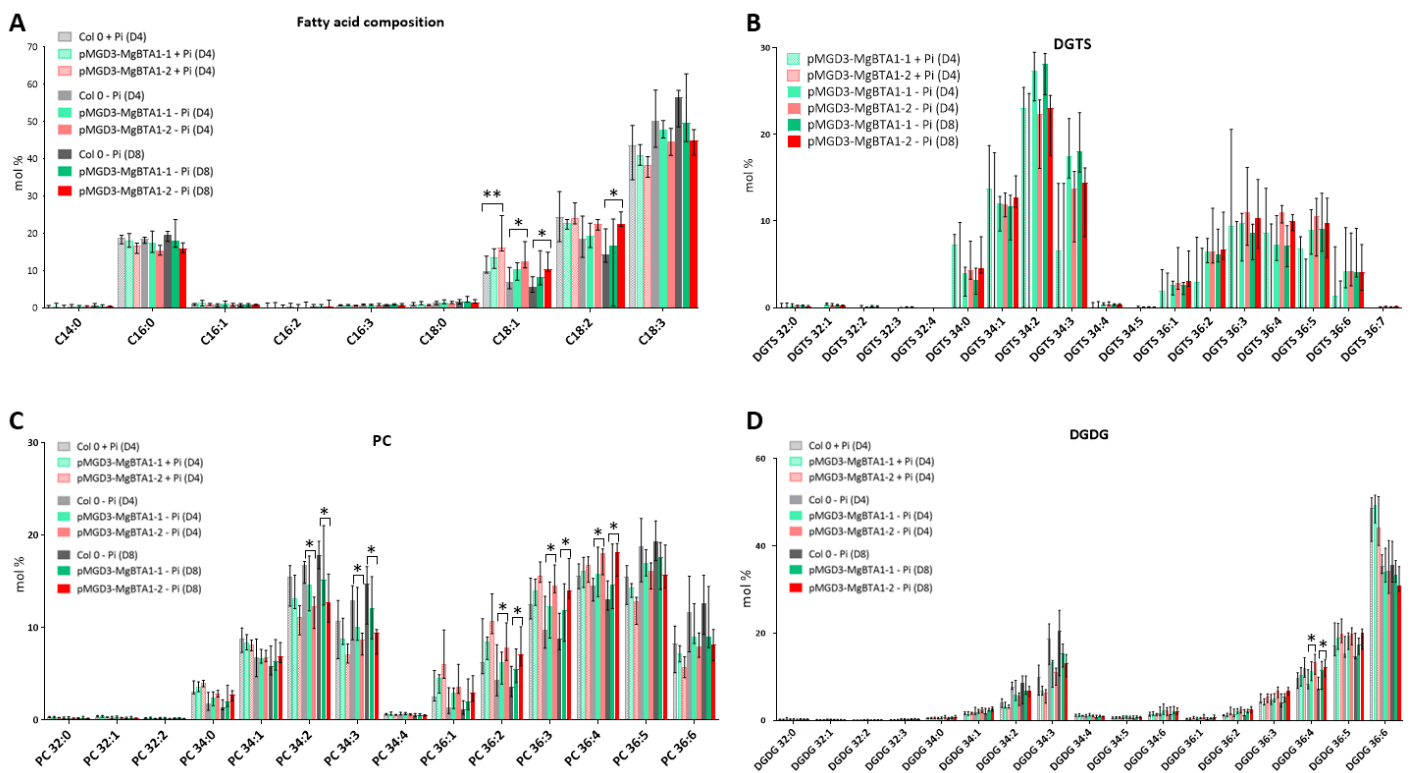 A
Fatty acid composition
Col 0 + Pi (D4)
pMGD3-MgBTA1-1 + Pi (D4)
pMGD3-MgBTA1-2 + Pi (D4)
Col 0 - Pi (D4)
pMGD3-MgBTA1-1 - Pi (D4)
pMGD3-MgBTA1-2 - Pi (D4)
Col 0 - Pi (D8)
pMGD3-MgBTA1-1 - Pi (D8)
pMGD3-MgBTA1-2 - Pi (D8)
mol %
70
60
50
40
30
20
10
0
**
*
*
*
C14:0
C16:0
C16:1
C16:2
C16:3
C18:0
C18:1
C18:2
C18:3
B
DGTS
pMGD3-MgBTA1-1 + Pi (D4)
pMGD3-MgBTA1-2 + Pi (D4)
pMGD3-MgBTA1-1 - Pi (D4)
pMGD3-MgBTA1-2 - Pi (D4)
pMGD3-MgBTA1-1 - Pi (D8)
pMGD3-MgBTA1-2 - Pi (D8)
mol %
30
20
10
0
DGTS 32:0
DGTS 32:1
DGTS 32:2
DGTS 32:3
DGTS 32:4
DGTS 34:0
DGTS 34:1
DGTS 34:2
DGTS 34:3
DGTS 34:4
DGTS 34:5
DGTS 36:1
DGTS 36:2
DGTS 36:3
DGTS 36:4
DGTS 36:5
DGTS 36:6
DGTS 36:7
C
PC
Col 0 + Pi (D4)
pMGD3-MgBTA1-1 + Pi (D4)
pMGD3-MgBTA1-2 + Pi (D4)
Col 0 - Pi (D4)
pMGD3-MgBTA1-1 - Pi (D4)
pMGD3-MgBTA1-2 - Pi (D4)
Col 0 - Pi (D8)
pMGD3-MgBTA1-1 - Pi (D8)
pMGD3-MgBTA1-2 - Pi (D8)
mol %
30
20
10
0
*
*
*
*
*
*
*
*
*
*
PC 32:0
PC 32:1
PC 32:2
PC 34:0
PC 34:1
PC 34:2
PC 34:3
PC 34:4
PC 36:1
PC 36:2
PC 36:3
PC 36:4
PC 36:5
PC 36:6
D
DGDG
Col 0 + Pi (D4)
pMGD3-MgBTA1-1 + Pi (D4)
pMGD3-MgBTA1-2 + Pi (D4)
Col 0 - Pi (D4)
pMGD3-MgBTA1-1 - Pi (D4)
pMGD3-MgBTA1-2 - Pi (D4)
Col 0 - Pi (D8)
pMGD3-MgBTA1-1 - Pi (D8)
pMGD3-MgBTA1-2 - Pi (D8)
mol %
60
40
20
0
*
*
DGDG 32:0
DGDG 32:1
DGDG 32:2
DGDG 32:3
DGDG 34:0
DGDG 34:1
DGDG 34:2
DGDG 34:3
DGDG 34:4
DGDG 34:5
DGDG 34:6
DGDG 36:1
DGDG 36:2
DGDG 36:3
DGDG 36:4
DGDG 36:5
DGDG 36:6